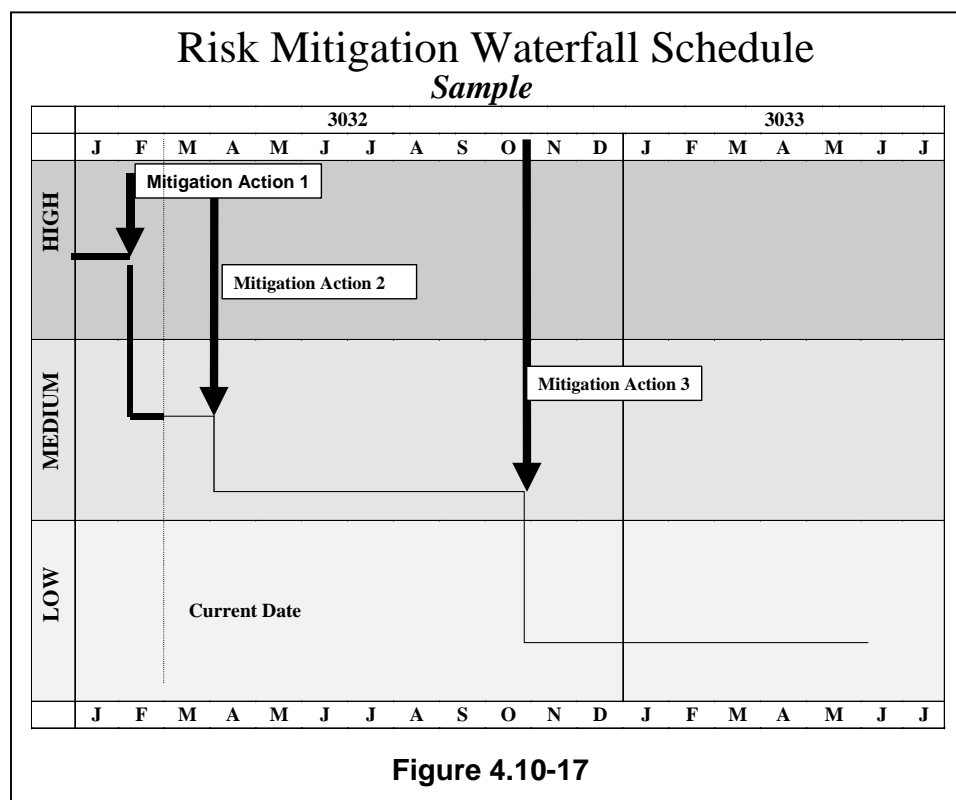 Risk Mitigation Waterfall Schedule
Sample
3032 3033
J F M A M J J A S O N D J F M A M J J
HIGH
Mitigation Action 1
Mitigation Action 2
MEDIUM
Mitigation Action 3
LOW
Current Date
J F M A M J J A S O N D J F M A M J J
Figure 4.10-17